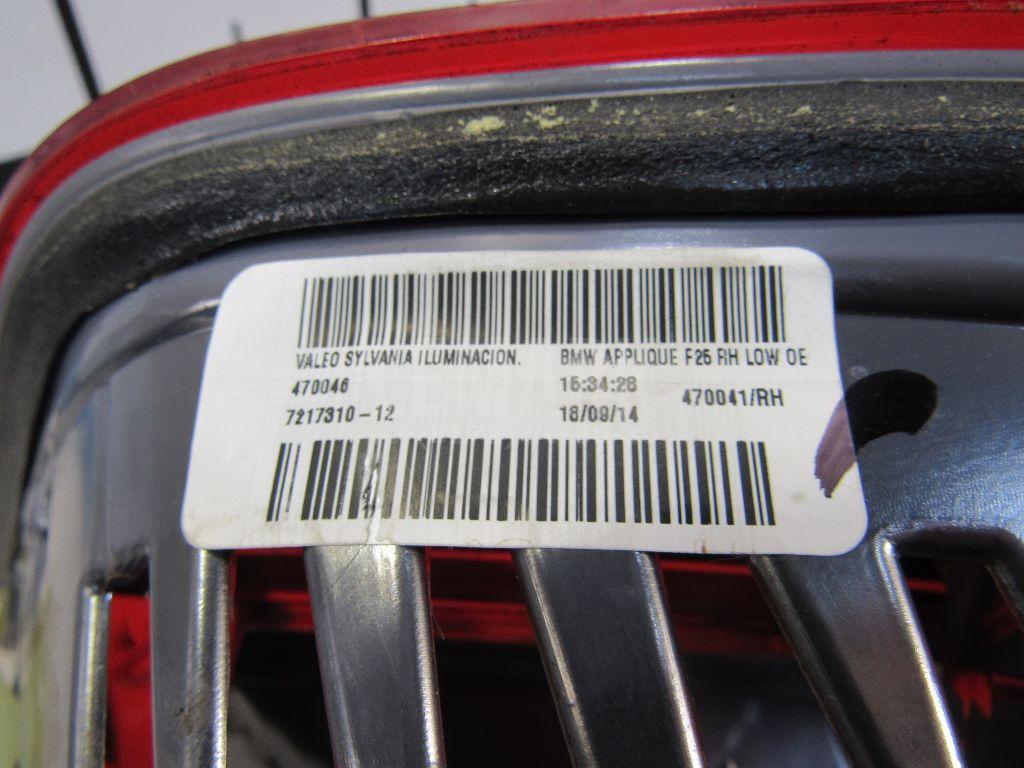 VALEO SYLVANIA ILUMINACION. BMW APPLIQUE F25 RH LOW OE
470046 15:34:28 470041/RH
7217310-12 18/09/14